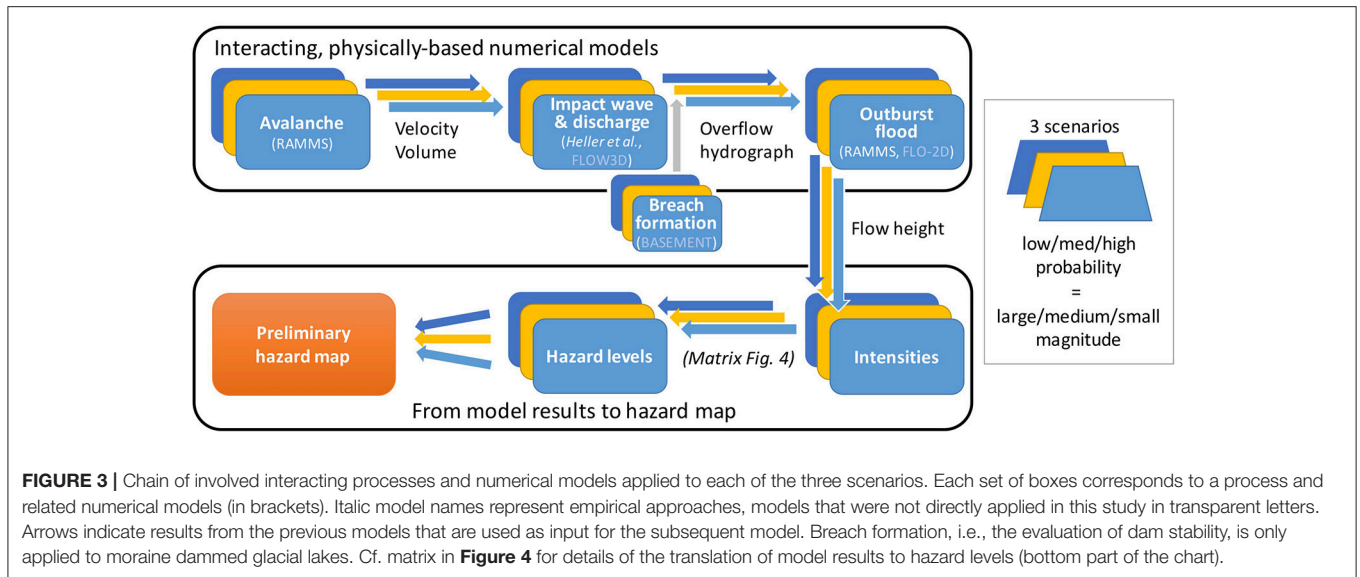 Interacting, physically-based numerical models
Avalanche
(RAMMS)
Velocity
Volume
Impact wave
& discharge
(Heller et al.,
FLOW3D)
Overflow
hydrograph
Outburst
flood
(RAMMS, FLO-2D)
Breach
formation
(BASEMENT)
Flow height
3 scenarios
low/med/high
probability
=
large/medium/small
magnitude
Preliminary
hazard map
Hazard levels
(Matrix Fig. 4)
Intensities
From model results to hazard map
FIGURE 3 | Chain of involved interacting processes and numerical models applied to each of the three scenarios. Each set of boxes corresponds to a process and
related numerical models (in brackets). Italic model names represent empirical approaches, models that were not directly applied in this study in transparent letters.
Arrows indicate results from the previous models that are used as input for the subsequent model. Breach formation, i.e., the evaluation of dam stability, is only
applied to moraine dammed glacial lakes. Cf. matrix in Figure 4 for details of the translation of model results to hazard levels (bottom part of the chart).